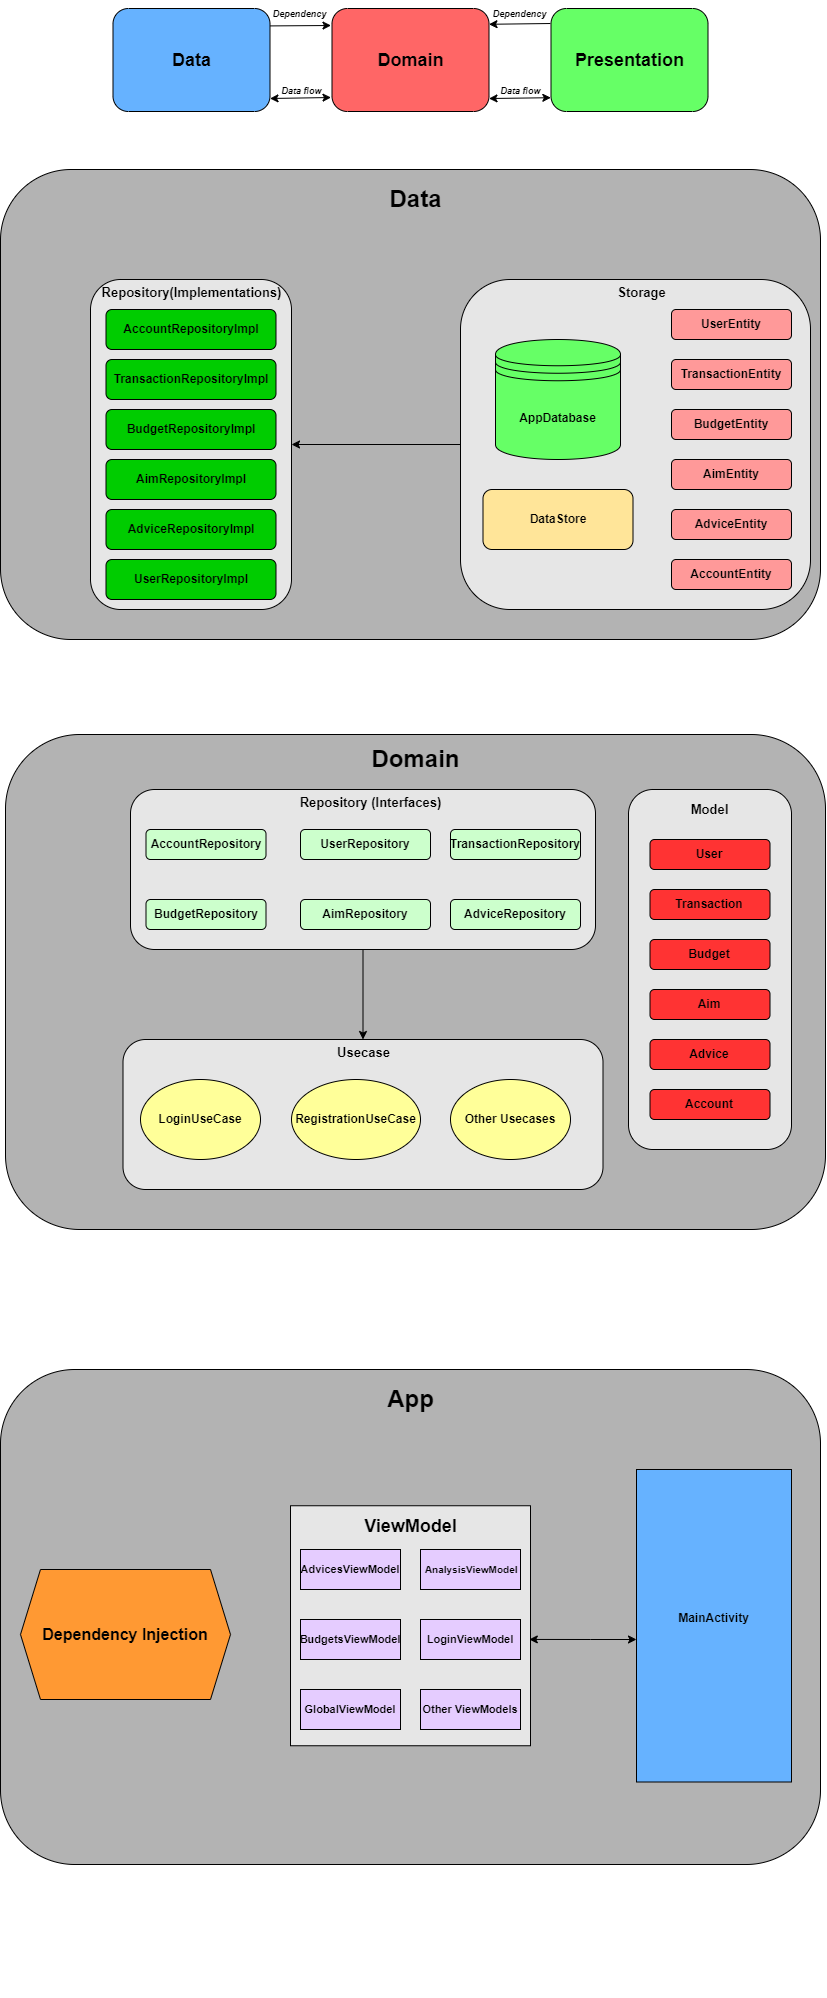 Dependency
Dependency
Data
Domain
Presentation
Data flow
Data flow
Data
Repository(Implementations)
AccountRepositoryImpl
TransactionRepositoryImpl
BudgetRepositoryImpl
AimRepositoryImpl
AdviceRepositoryImpl
UserRepositoryImpl
Storage
AppDatabase
DataStore
UserEntity
TransactionEntity
BudgetEntity
AimEntity
AdviceEntity
AccountEntity
Domain
Repository (Interfaces)
AccountRepository
UserRepository
TransactionRepository
BudgetRepository
AimRepository
AdviceRepository
Usecase
LoginUseCase
RegistrationUseCase
Other Usecases
Model
User
Transaction
Budget
Aim
Advice
Account
App
Dependency Injection
ViewModel
AdvicesViewModel
AnalysisViewModel
BudgetsViewModel
LoginViewModel
GlobalViewModel
Other ViewModels
MainActivity